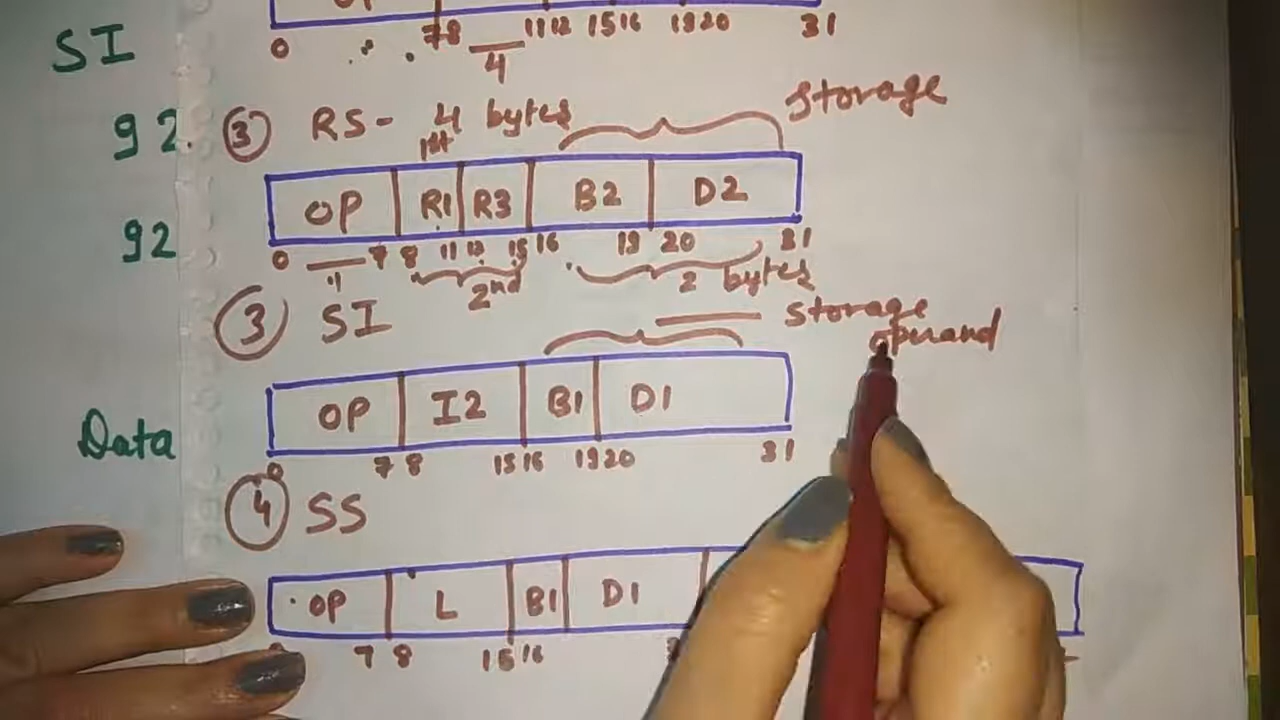 SI
0 78 11 12 15 16 19 20 31
4
92
③ RS - 4 bytes Storage
1st
OP R1 R3 B2 D2
92
0 7 8 11 12 15 16 19 20 31
2nd 2 bytes
③ SI Storage
operand
OP I2 B1 D1
Data
0 7 8 15 16 19 20 31
④ SS
OP L B1 D1
7 8 15 16